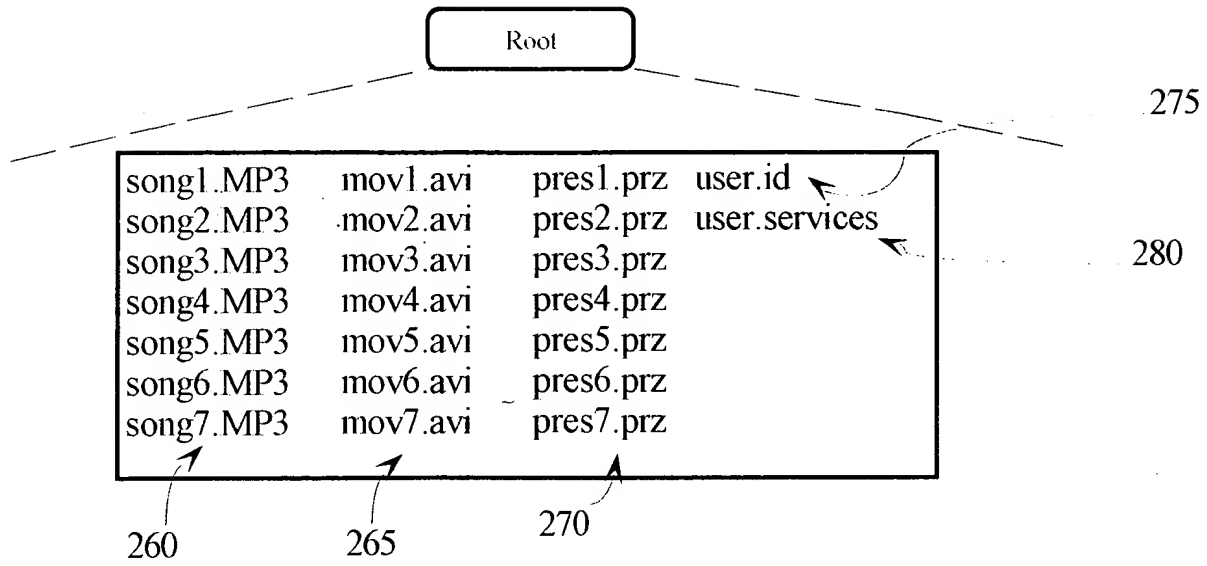 Root
275
song1.MP3 mov1.avi pres1.prz user.id
song2.MP3 mov2.avi pres2.prz user.services
280
song3.MP3 mov3.avi pres3.prz
song4.MP3 mov4.avi pres4.prz
song5.MP3 mov5.avi pres5.prz
song6.MP3 mov6.avi pres6.prz
song7.MP3 mov7.avi pres7.prz
260 265 270